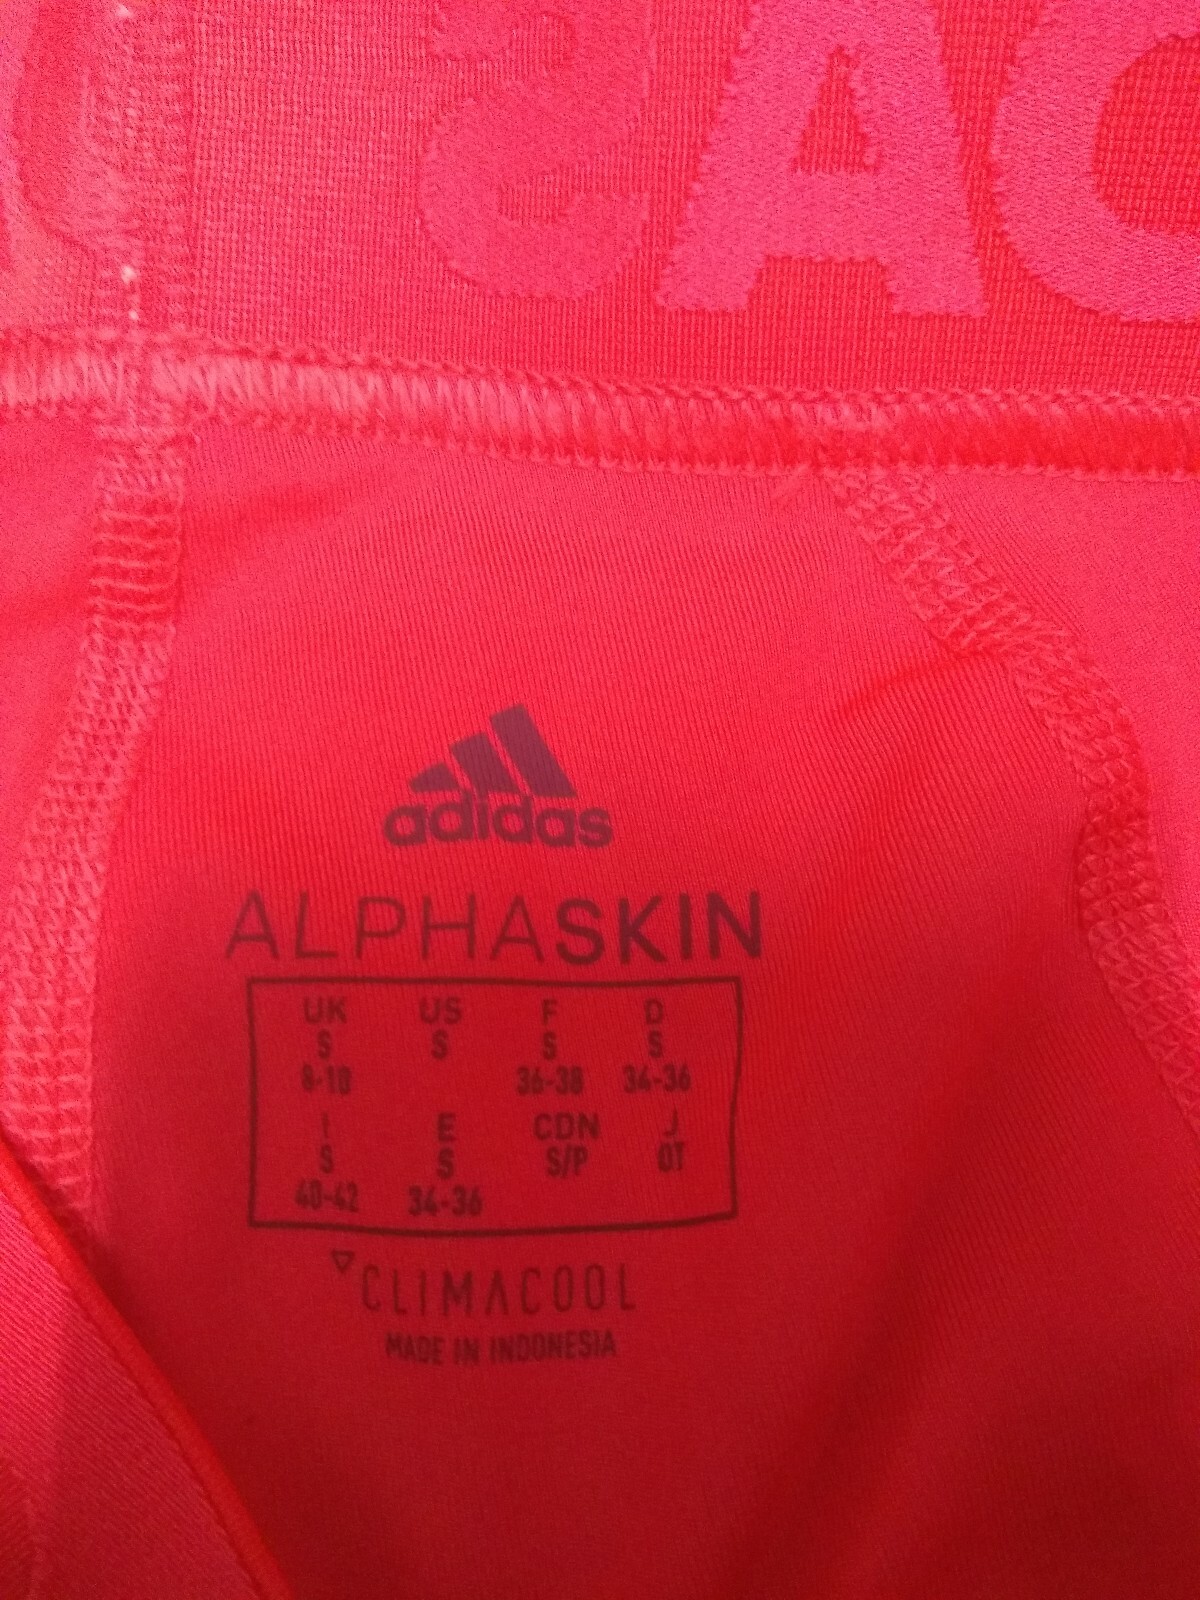 SAD
adidas
ALPHASKIN
UK US F D
S S S S
8-10 36-38 34-36
I E CDN J
S S S/P OT
40-42 34-36
CLIMACOOL
MADE IN INDONESIA